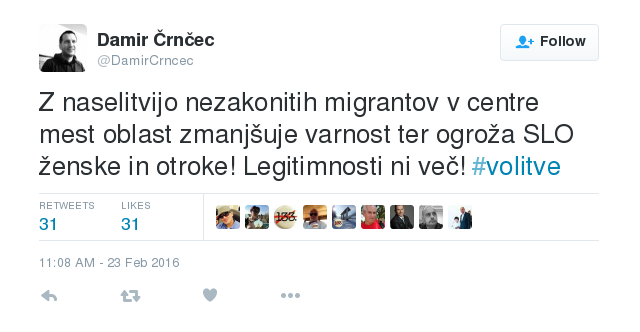 Damir Črnčec
@DamirCrncec
Follow
Z naselitvijo nezakonitih migrantov v centre
mest oblast zmanjšuje varnost ter ogroža SLO
ženske in otroke! Legitimnosti ni več! #volitve
RETWEETS
31
LIKES
31
133
11:08 AM - 23 Feb 2016